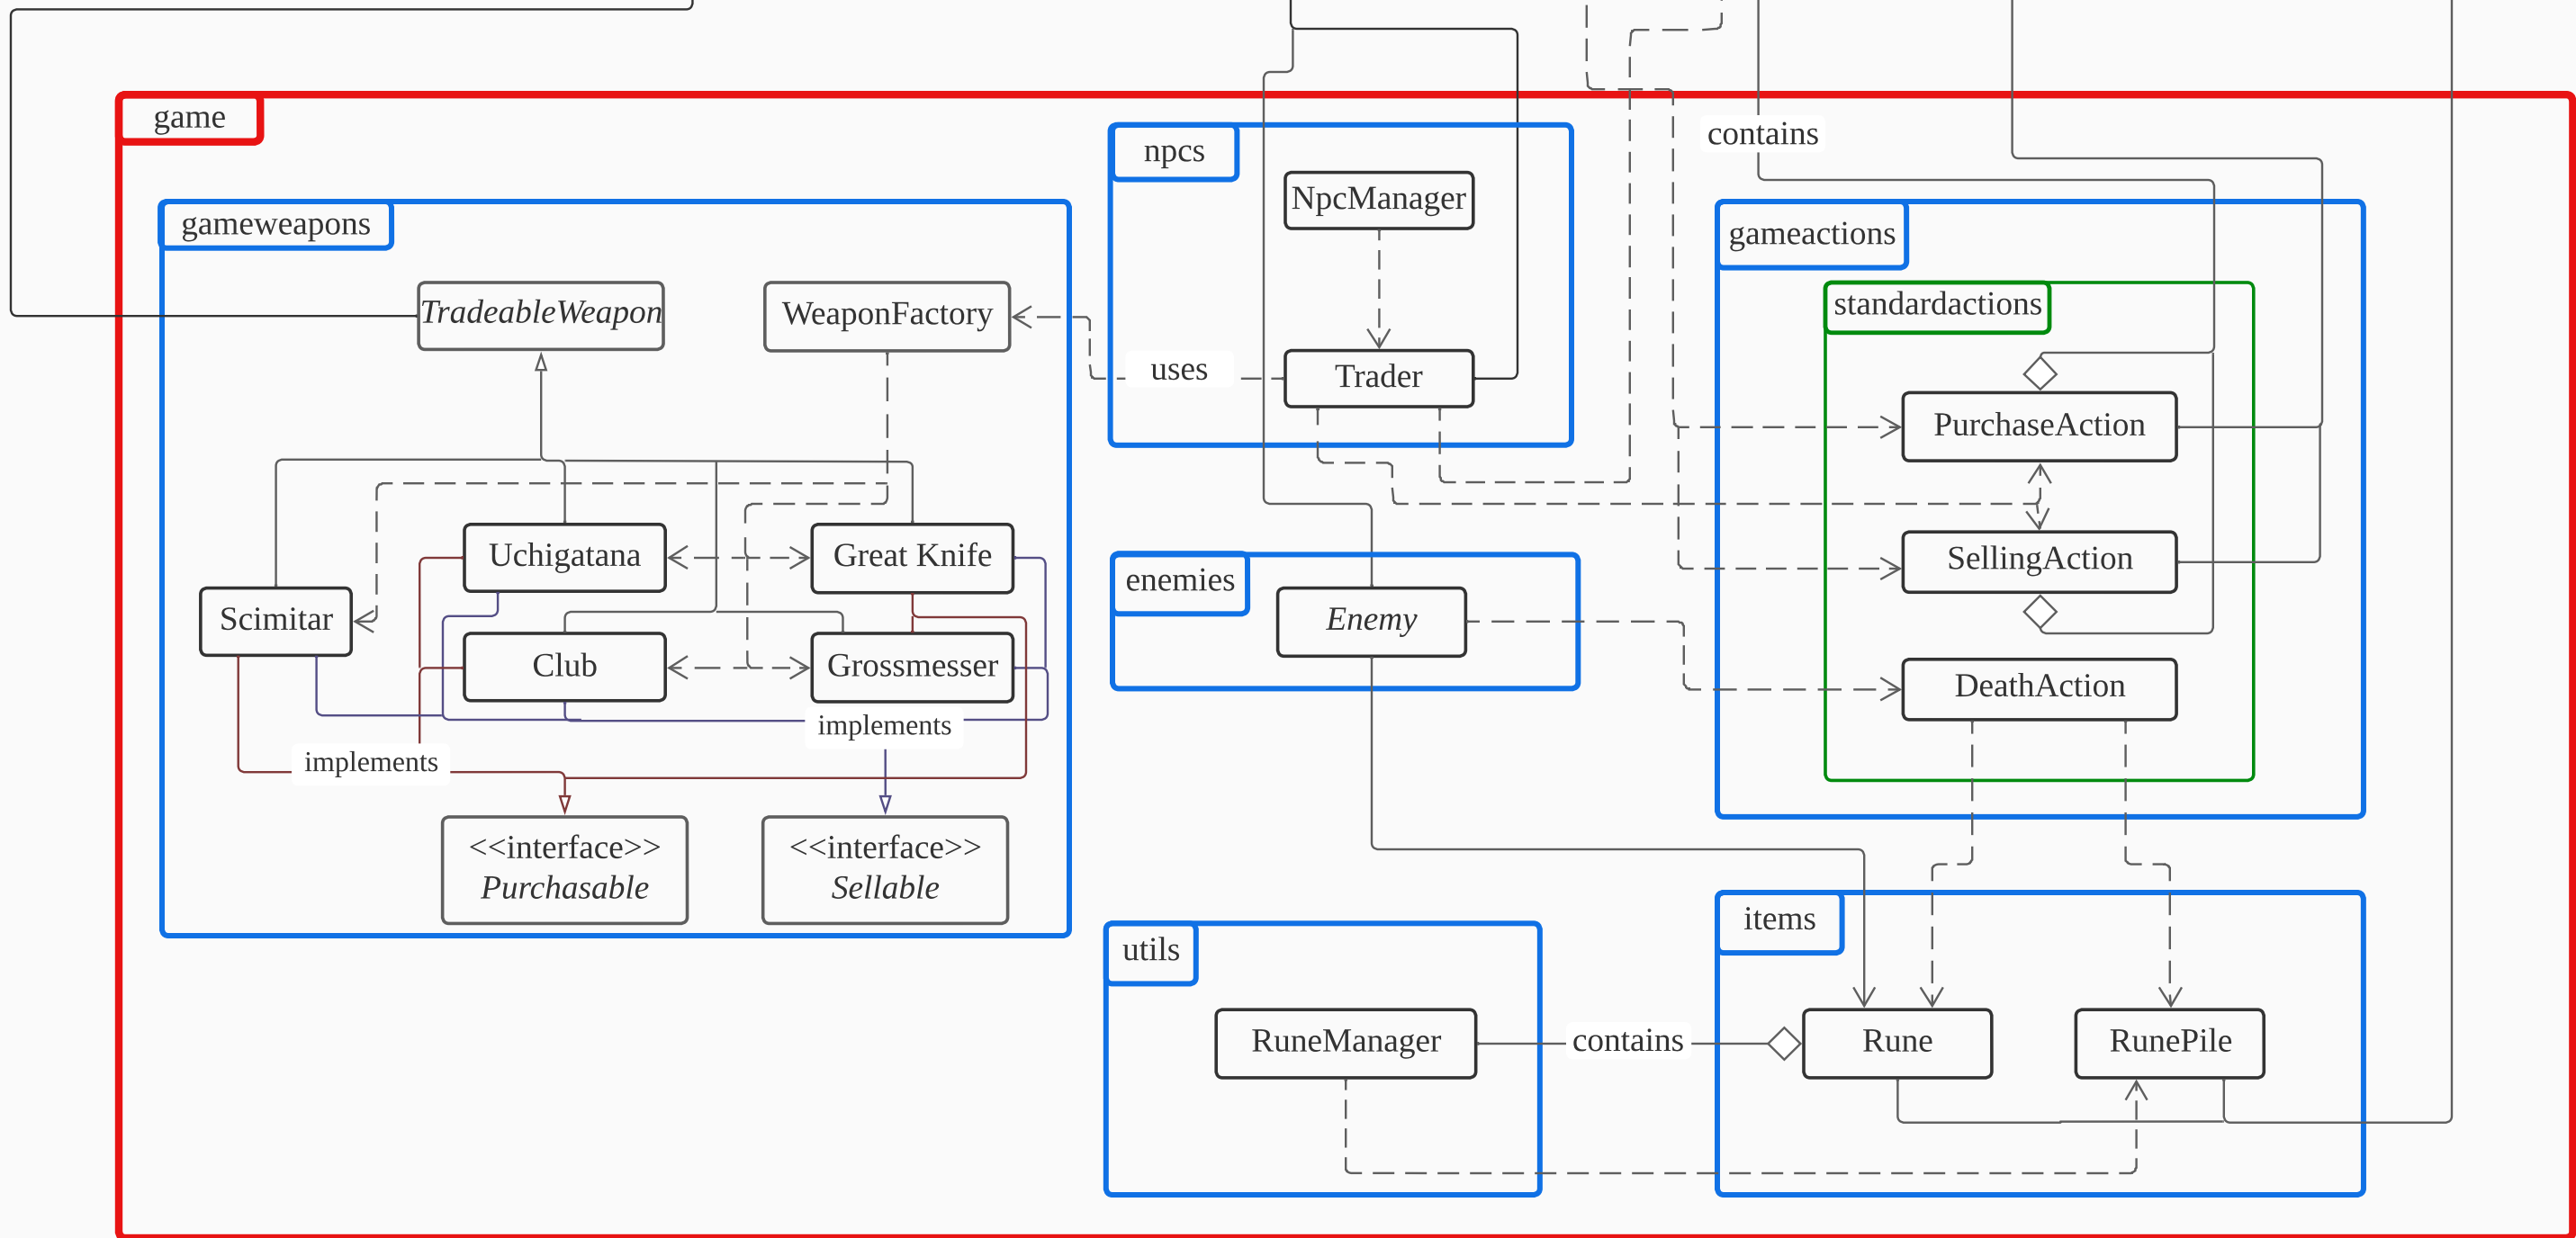 game
npcs
contains
NpcManager
gameweapons
gameactions
TradeableWeapon
WeaponFactory
standardactions
uses
Trader
PurchaseAction
Uchigatana
Great Knife
SellingAction
enemies
Scimitar
Enemy
Club
Grossmesser
DeathAction
implements
implements
<<interface>>
Purchasable
<<interface>>
Sellable
items
utils
RuneManager
contains
Rune
RunePile